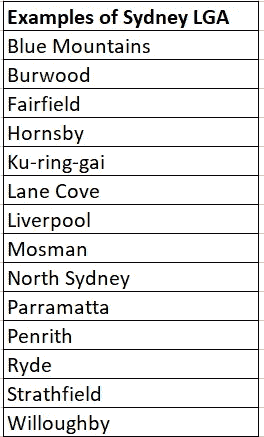 Examples of Sydney LGA
Blue Mountains
Burwood
Fairfield
Hornsby
Ku-ring-gai
Lane Cove
Liverpool
Mosman
North Sydney
Parramatta
Penrith
Ryde
Strathfield
Willoughby